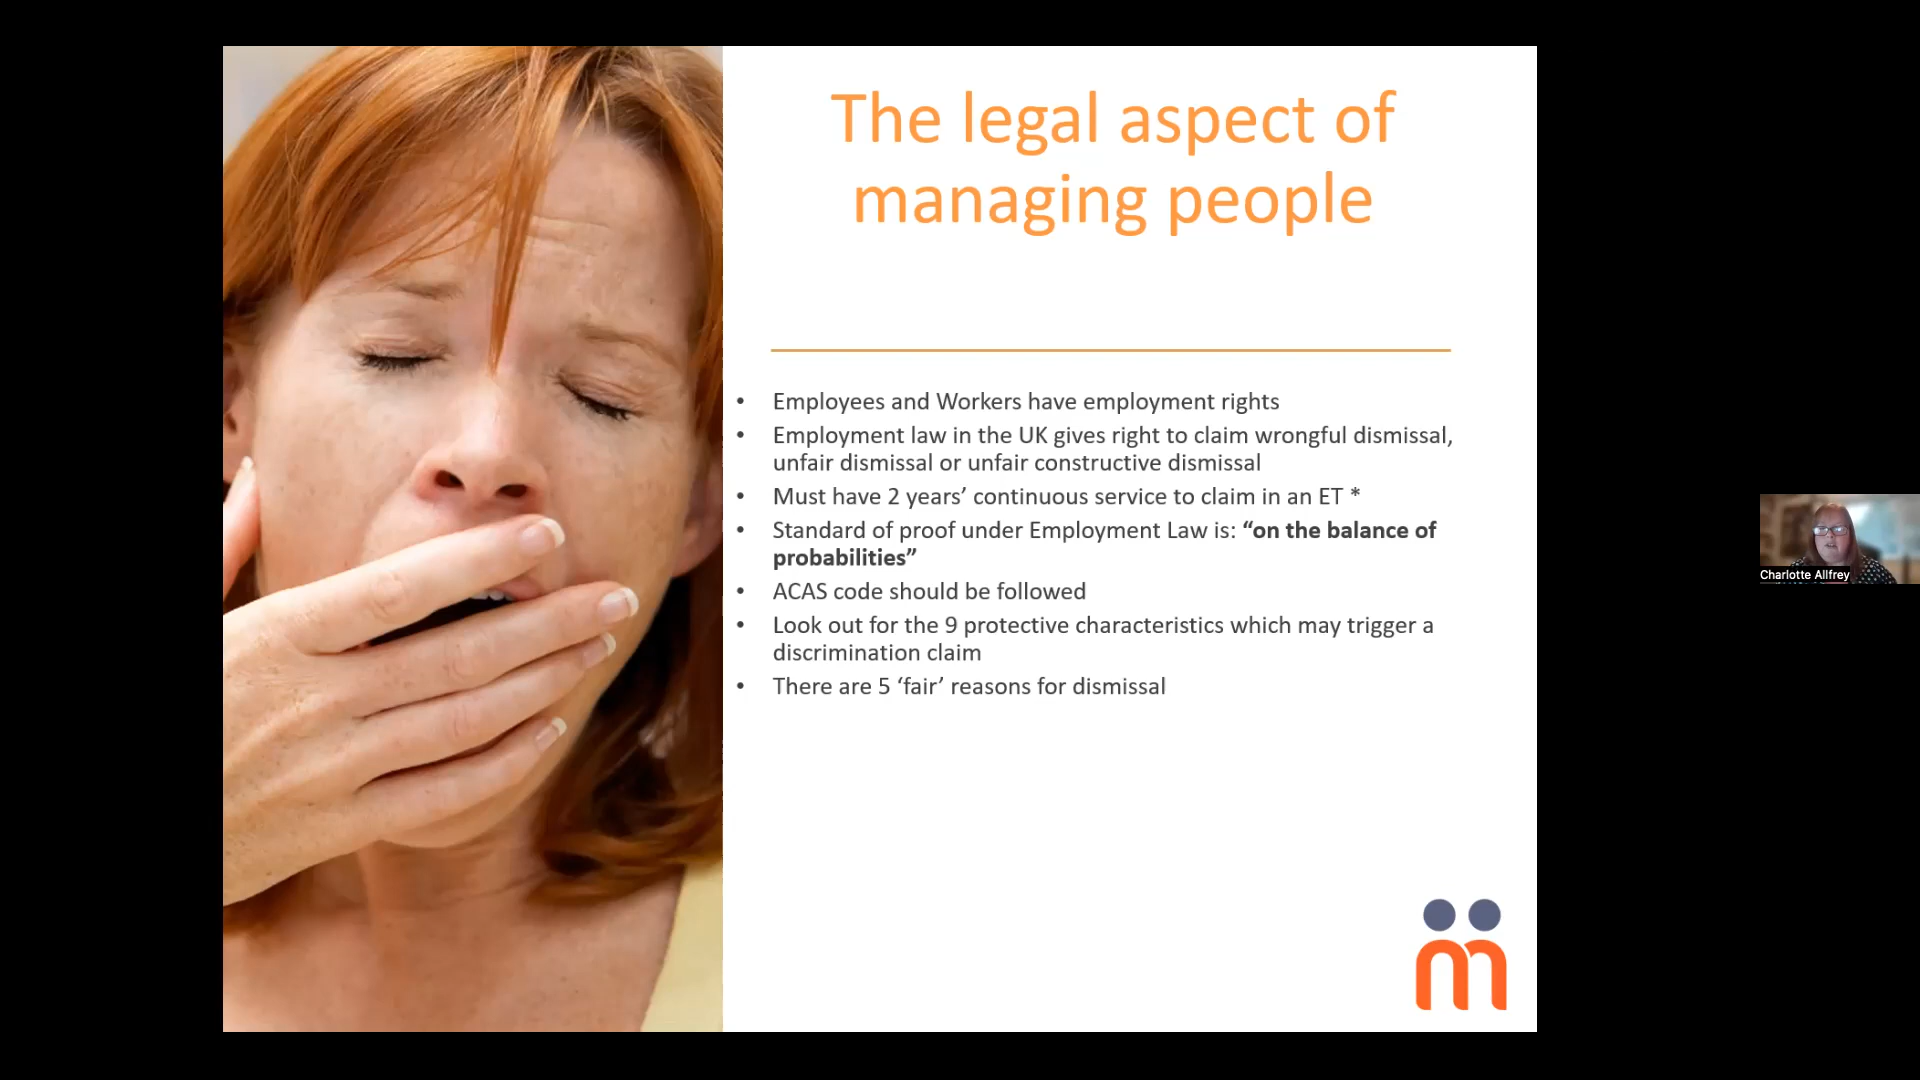 The legal aspect of
managing people
• Employees and Workers have employment rights
• Employment law in the UK gives right to claim wrongful dismissal,
unfair dismissal or unfair constructive dismissal
• Must have 2 years’ continuous service to claim in an ET *
• Standard of proof under Employment Law is: “on the balance of
probabilities”
• ACAS code should be followed
• Look out for the 9 protective characteristics which may trigger a
discrimination claim
• There are 5 ‘fair’ reasons for dismissal
Charlotte Allfrey